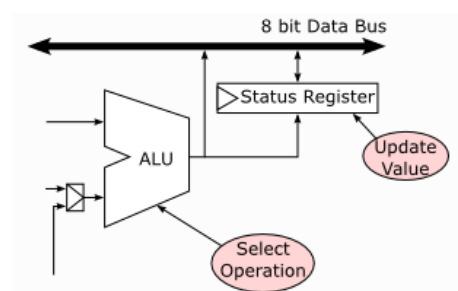 8 bit Data Bus
Status Register
ALU
Update
Value
Select
Operation